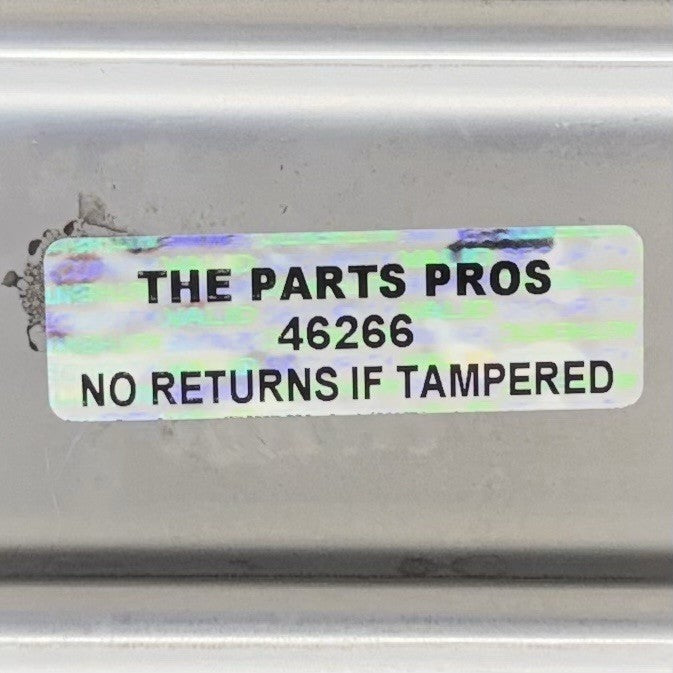 THE PARTS PROS
46266
NO RETURNS IF TAMPERED